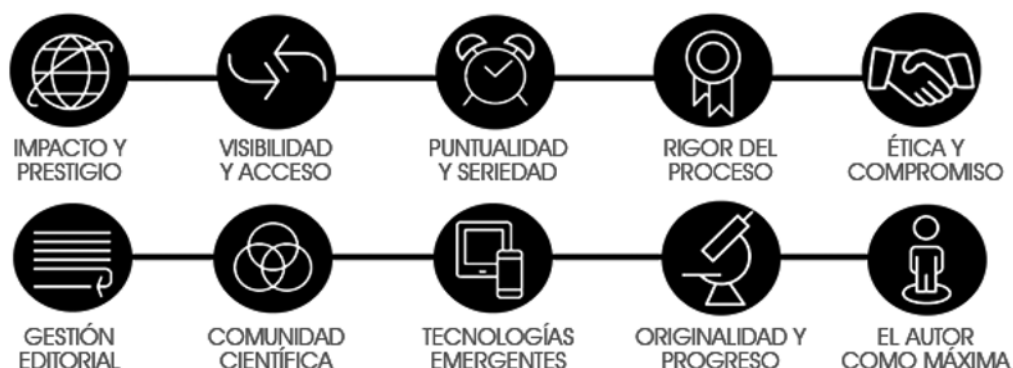 IMPACTO Y
PRESTIGIO
VISIBILIDAD
Y ACCESO
PUNTUALIDAD
Y SERIEDAD
RIGOR DEL
PROCESO
ÉTICA Y
COMPROMISO
GESTIÓN
EDITORIAL
COMUNIDAD
CIENTÍFICA
TECNOLOGÍAS
EMERGENTES
ORIGINALIDAD Y
PROGRESO
EL AUTOR
COMO MÁXIMA